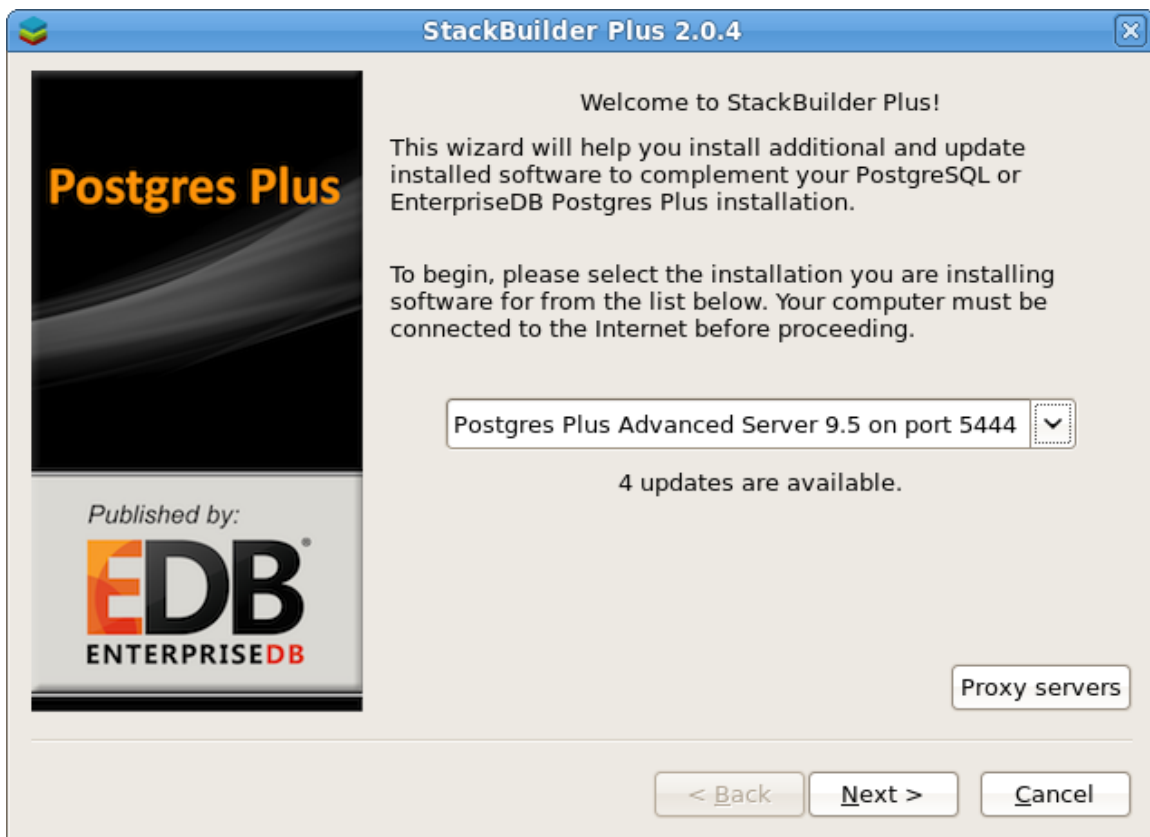 StackBuilder Plus 2.0.4
Postgres Plus
Published by:
EDB
ENTERPRISEDB
Welcome to StackBuilder Plus!
This wizard will help you install additional and update
installed software to complement your PostgreSQL or
EnterpriseDB Postgres Plus installation.
To begin, please select the installation you are installing
software for from the list below. Your computer must be
connected to the Internet before proceeding.
Postgres Plus Advanced Server 9.5 on port 5444
4 updates are available.
Proxy servers
< Back
Next >
Cancel